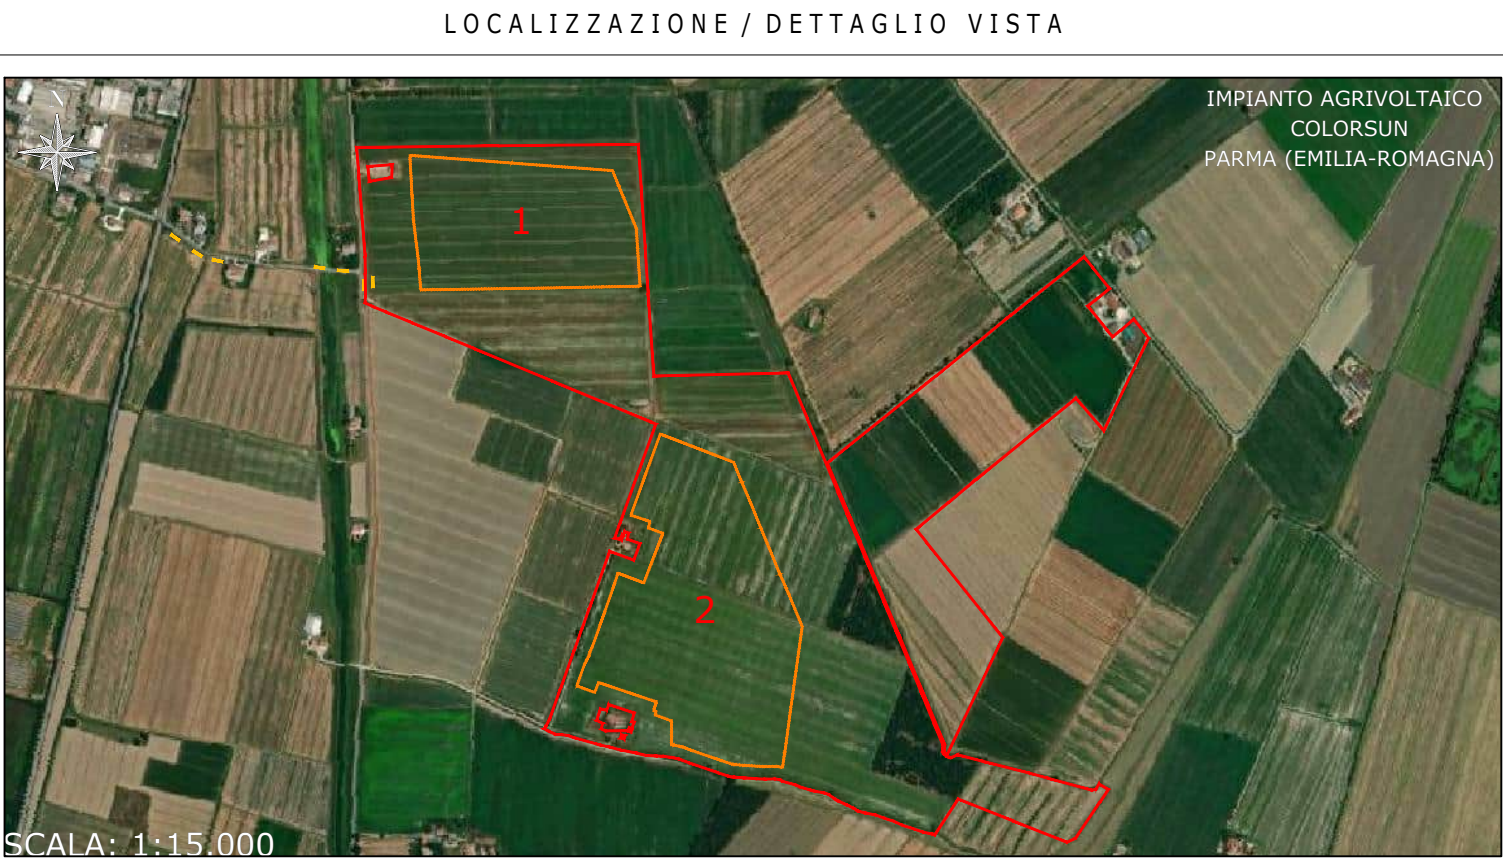 LOCALIZZAZIONE / DETTAGLIO VISTA
IMPIANTO AGRIVOLTAICO
COLORSUN
PARMA (EMILIA-ROMAGNA)
1
2
SCALA: 1:15.000